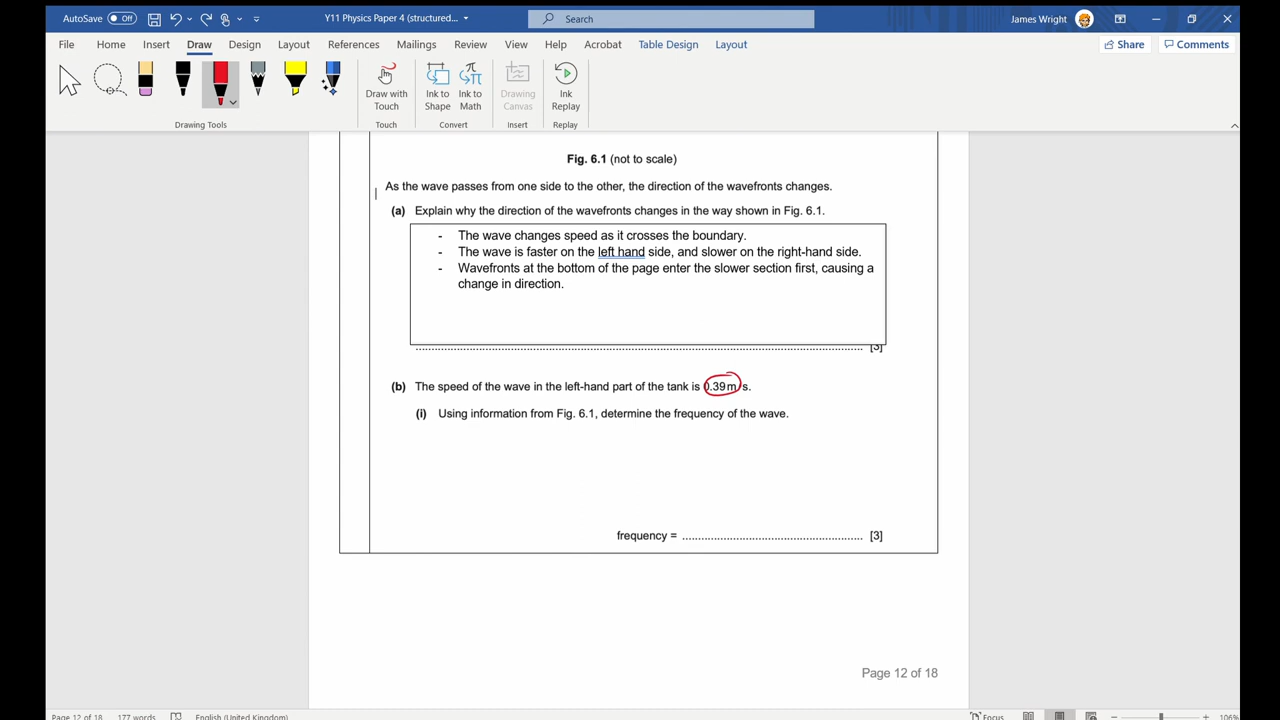 AutoSave Off Y11 Physics Paper 4 (structured... Search James Wright
File Home Insert Draw Design Layout References Mailings Review View Help Acrobat Table Design Layout Share Comments
Draw with Touch
Ink to Shape
Ink to Math
Drawing Canvas
Ink Replay
Drawing Tools Touch Convert Insert Replay
Fig. 6.1 (not to scale)
As the wave passes from one side to the other, the direction of the wavefronts changes.
(a) Explain why the direction of the wavefronts changes in the way shown in Fig. 6.1.
- The wave changes speed as it crosses the boundary.
- The wave is faster on the left hand side, and slower on the right-hand side.
- Wavefronts at the bottom of the page enter the slower section first, causing a
change in direction.
[3]
(b) The speed of the wave in the left-hand part of the tank is 0.39 m/s.
(i) Using information from Fig. 6.1, determine the frequency of the wave.
frequency = ........................................................ [3]
Page 12 of 18
Page 12 of 18 177 words English (United Kingdom) Focus 106%